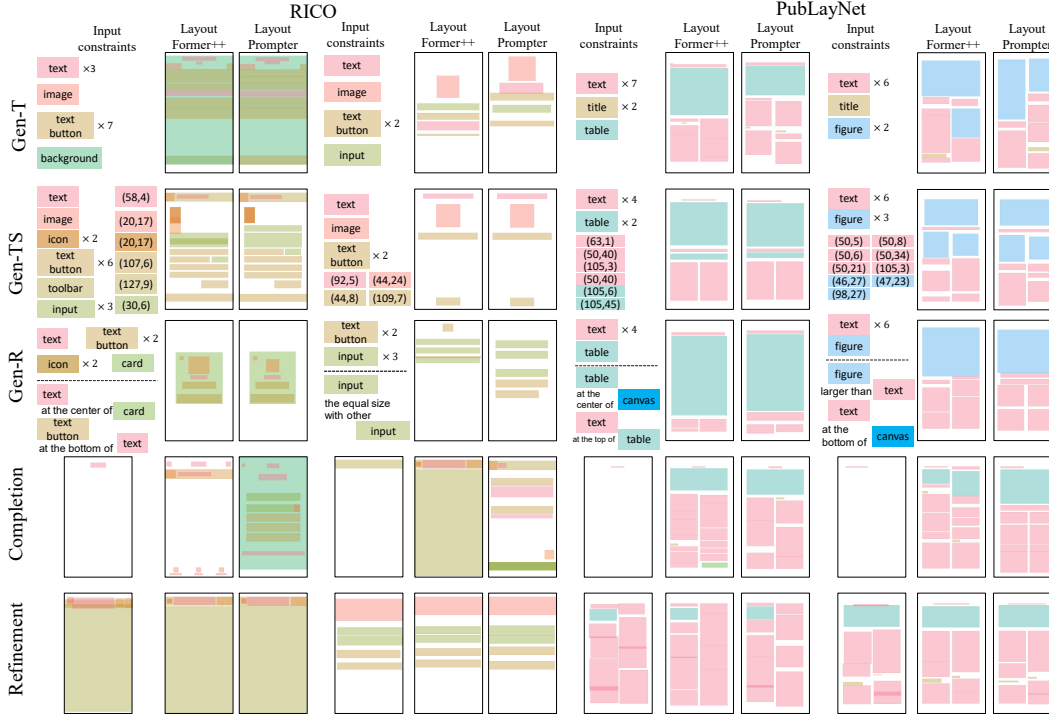 RICO
PubLayNet
Input
constraints
Layout
Former++
Layout
Prompter
Input
constraints
Layout
Former++
Layout
Prompter
Input
constraints
Layout
Former++
Layout
Prompter
Input
constraints
Layout
Former++
Layout
Prompter
Gen-T
text ×3
image
text
button × 7
background
text
image
text
button × 2
input
text × 7
title × 2
table
text × 6
title
figure × 2
Gen-TS
text (58,4)
image (20,17)
icon × 2 (20,17)
text
button × 6 (107,6)
toolbar (127,9)
input × 3 (30,6)
text
image
text
button × 2
(92,5) (44,24)
(44,8) (109,7)
text × 4
table × 2
(63,1)
(50,40)
(105,3)
(50,40)
(105,6)
(105,45)
text × 6
figure × 3
(50,5) (50,8)
(50,6) (50,34)
(50,21) (105,3)
(46,27) (47,23)
(98,27)
Gen-R
text text
button × 2
icon × 2 card
text
at the center of card
text
button
at the bottom of text
text
button × 2
input × 3
input
the equal size
with other
input
text × 4
table
table
at the
center of canvas
text
at the top of table
text × 6
figure
figure
larger than text
text
at the
bottom of canvas
Completion
Refinement